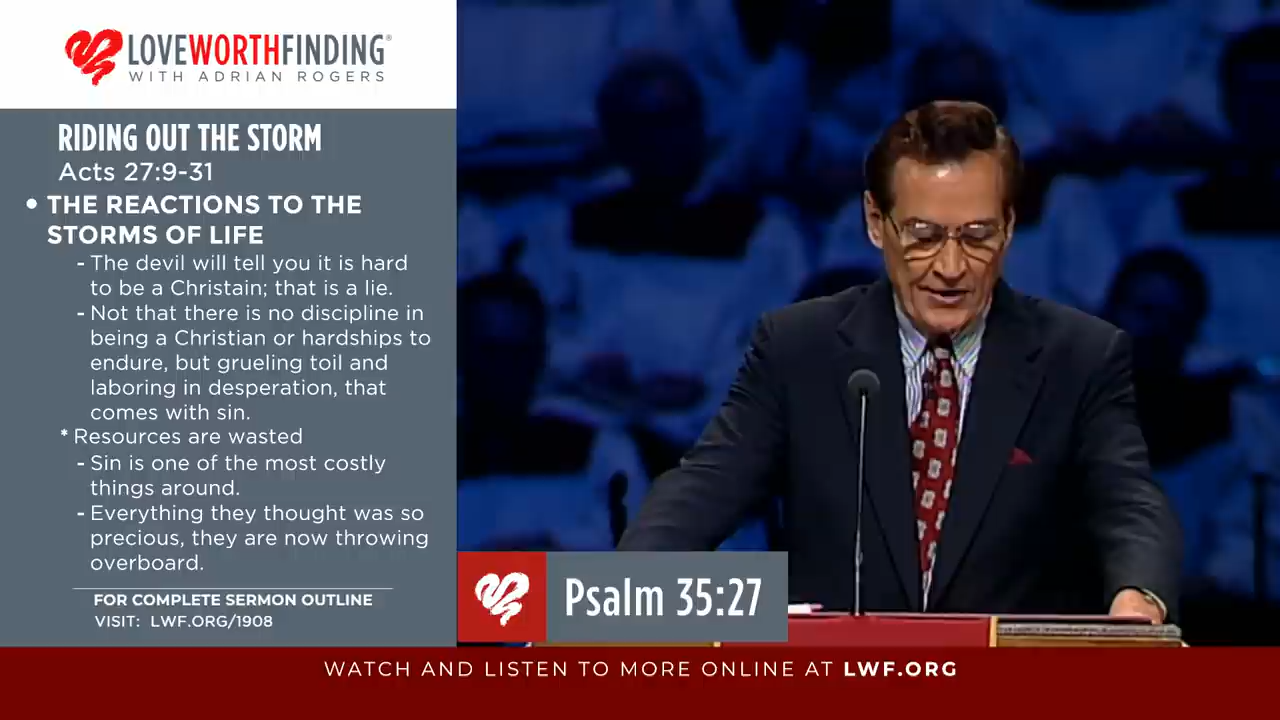 LOVEWORTHFINDING®
WITH ADRIAN ROGERS
RIDING OUT THE STORM
Acts 27:9-31
• THE REACTIONS TO THE
STORMS OF LIFE
- The devil will tell you it is hard
to be a Christain; that is a lie.
- Not that there is no discipline in
being a Christian or hardships to
endure, but grueling toil and
laboring in desperation, that
comes with sin.
* Resources are wasted
- Sin is one of the most costly
things around.
- Everything they thought was so
precious, they are now throwing
overboard.
FOR COMPLETE SERMON OUTLINE
VISIT: LWF.ORG/1908
Psalm 35:27
WATCH AND LISTEN TO MORE ONLINE AT LWF.ORG